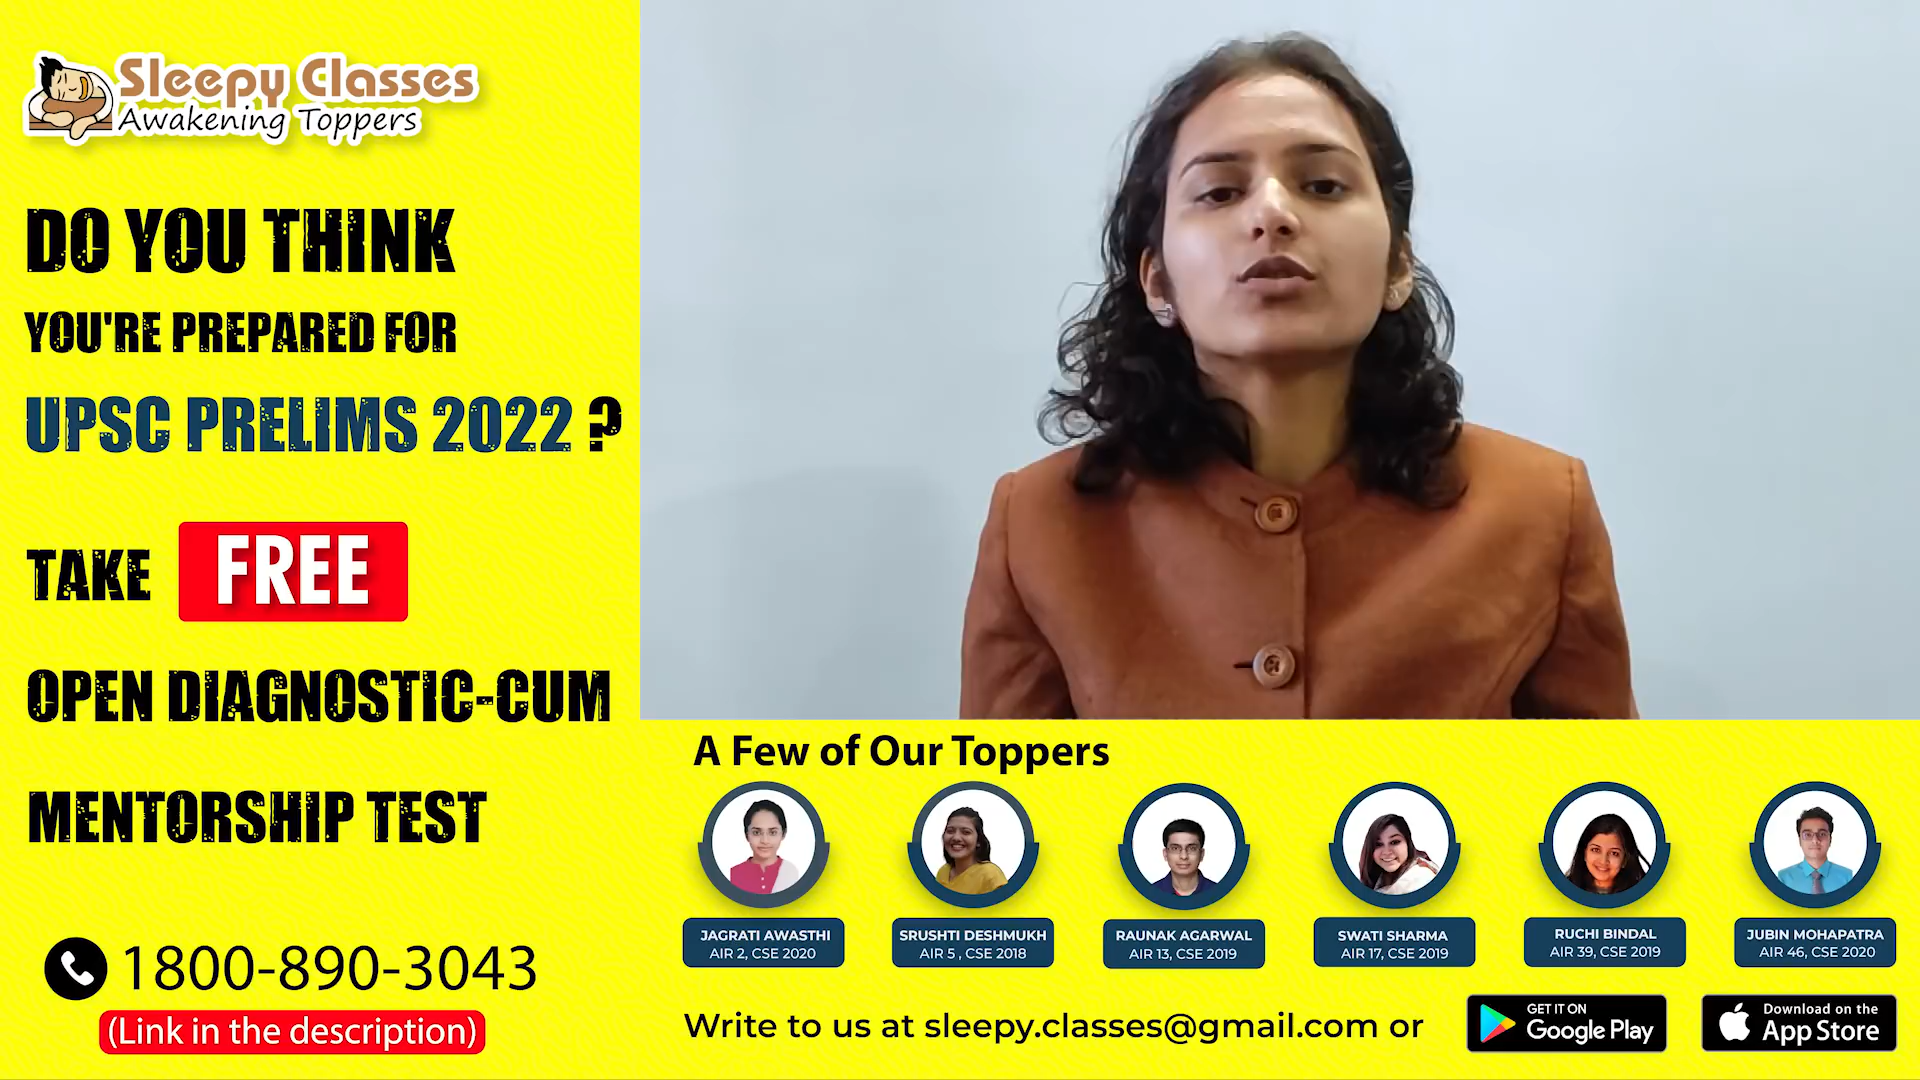 Sleepy Classes
Awakening Toppers
DO YOU THINK
YOU'RE PREPARED FOR
UPSC PRELIMS 2022 ?
TAKE FREE
OPEN DIAGNOSTIC-CUM
MENTORSHIP TEST
1800-890-3043
(Link in the description)
A Few of Our Toppers
JAGRATI AWASTHI
AIR 2, CSE 2020
SRUSHTI DESHMUKH
AIR 5 , CSE 2018
RAUNAK AGARWAL
AIR 13, CSE 2019
SWATI SHARMA
AIR 17, CSE 2019
RUCHI BINDAL
AIR 39, CSE 2019
JUBIN MOHAPATRA
AIR 46, CSE 2020
Write to us at sleepy.classes@gmail.com or
GET IT ON
Google Play
Download on the
App Store